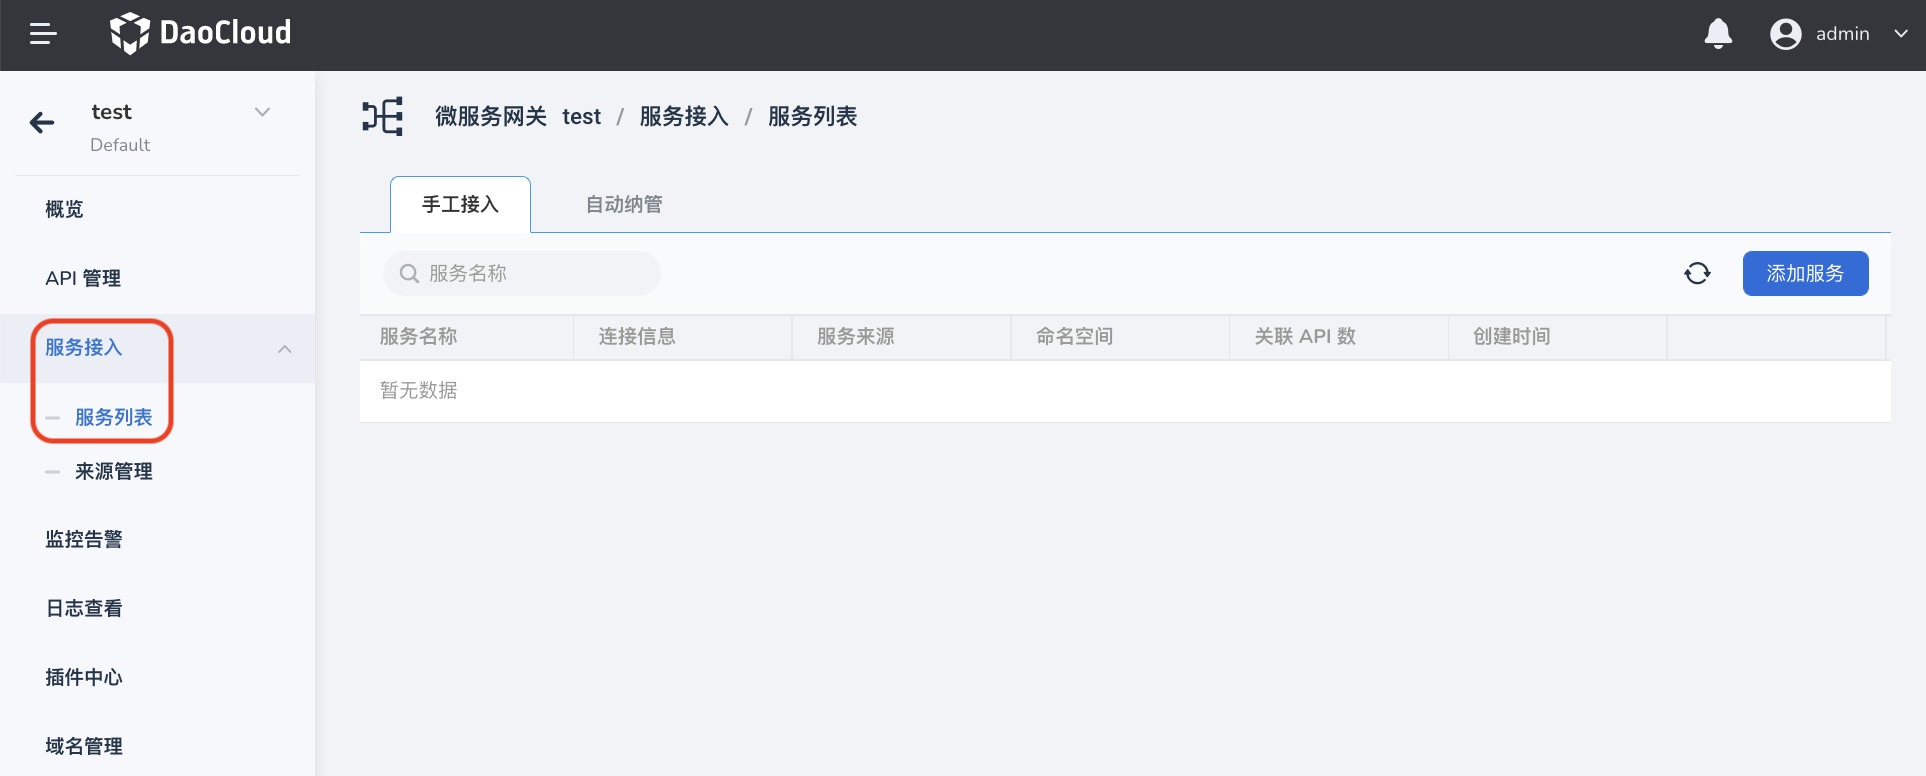 DaoCloud
admin
test
Default
概览
API 管理
服务接入
服务列表
来源管理
监控告警
日志查看
插件中心
域名管理
微服务网关 test / 服务接入 / 服务列表
手工接入 自动纳管
服务名称
添加服务
服务名称 连接信息 服务来源 命名空间 关联 API 数 创建时间
暂无数据